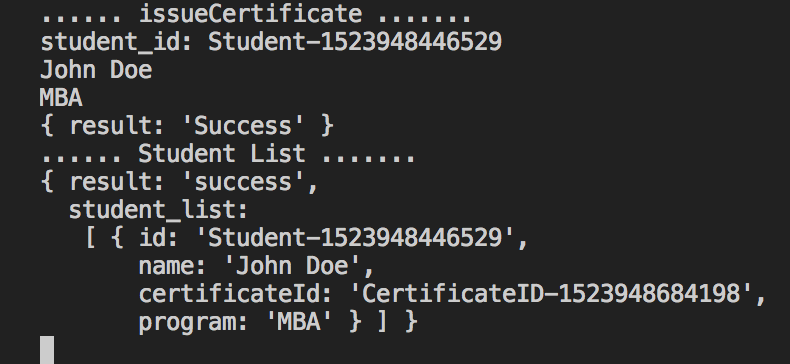 ...... issueCertificate .......
student_id: Student-1523948446529
John Doe
MBA
{ result: 'Success' }
...... Student List .......
{ result: 'success',
  student_list:
   [ { id: 'Student-1523948446529',
       name: 'John Doe',
       certificateId: 'CertificateID-1523948684198',
       program: 'MBA' } ] }